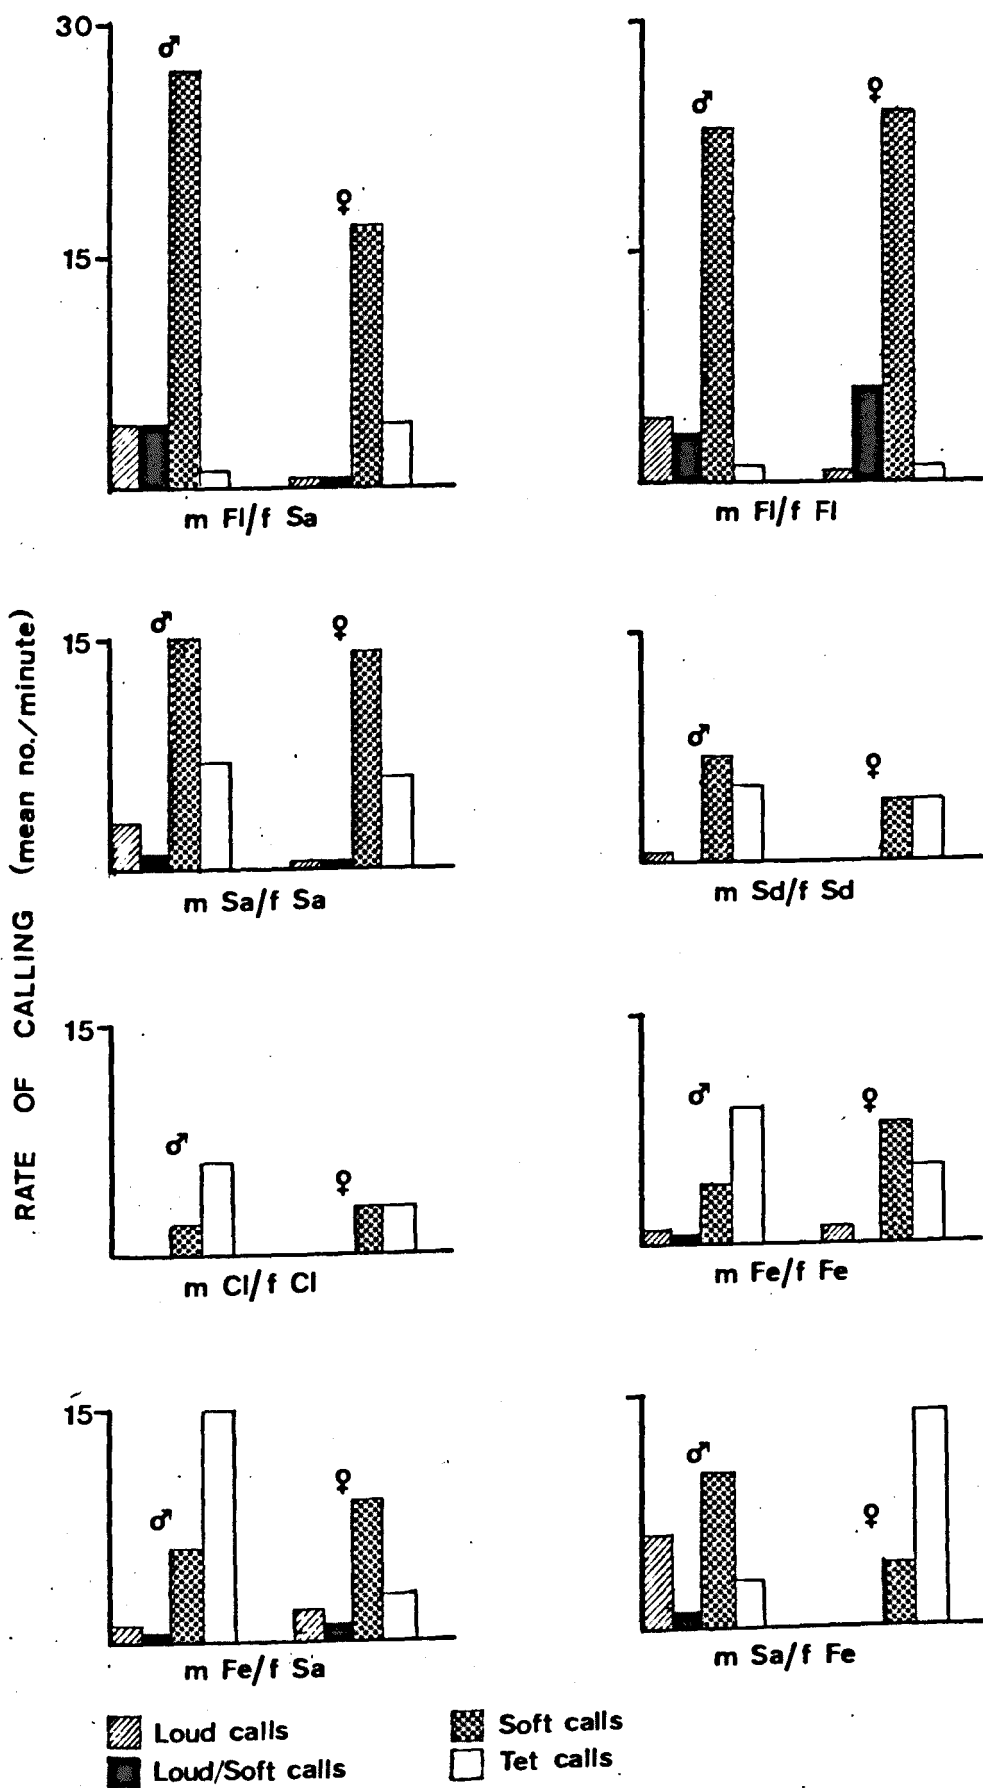 30
♂
♀
15
m Fl/f Sa
♂
♀
m Fl/f Fl
RATE OF CALLING (mean no./minute)
15
♂
♀
m Sa/f Sa
♂
♀
m Sd/f Sd
15
♂
♀
m Cl/f Cl
♂
♀
m Fe/f Fe
15
♂
♀
m Fe/f Sa
♂
♀
m Sa/f Fe
Loud calls
Loud/Soft calls
Soft calls
Tet calls